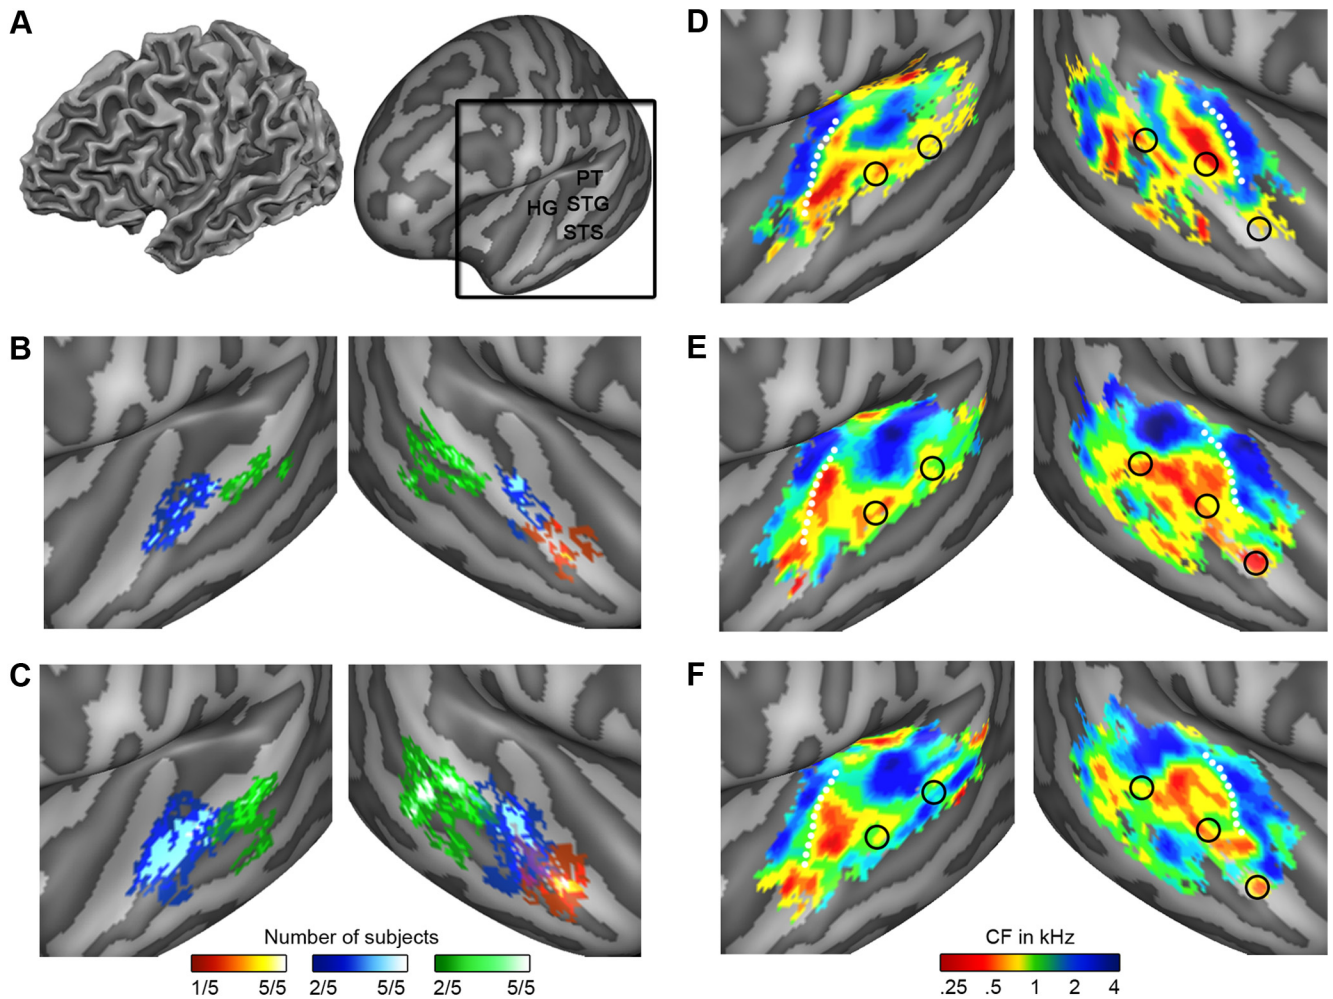 A
PT
HG STG
STS
B
C
Number of subjects
1/5 5/5 2/5 5/5 2/5 5/5
D
E
F
CF in kHz
.25 .5 1 2 4